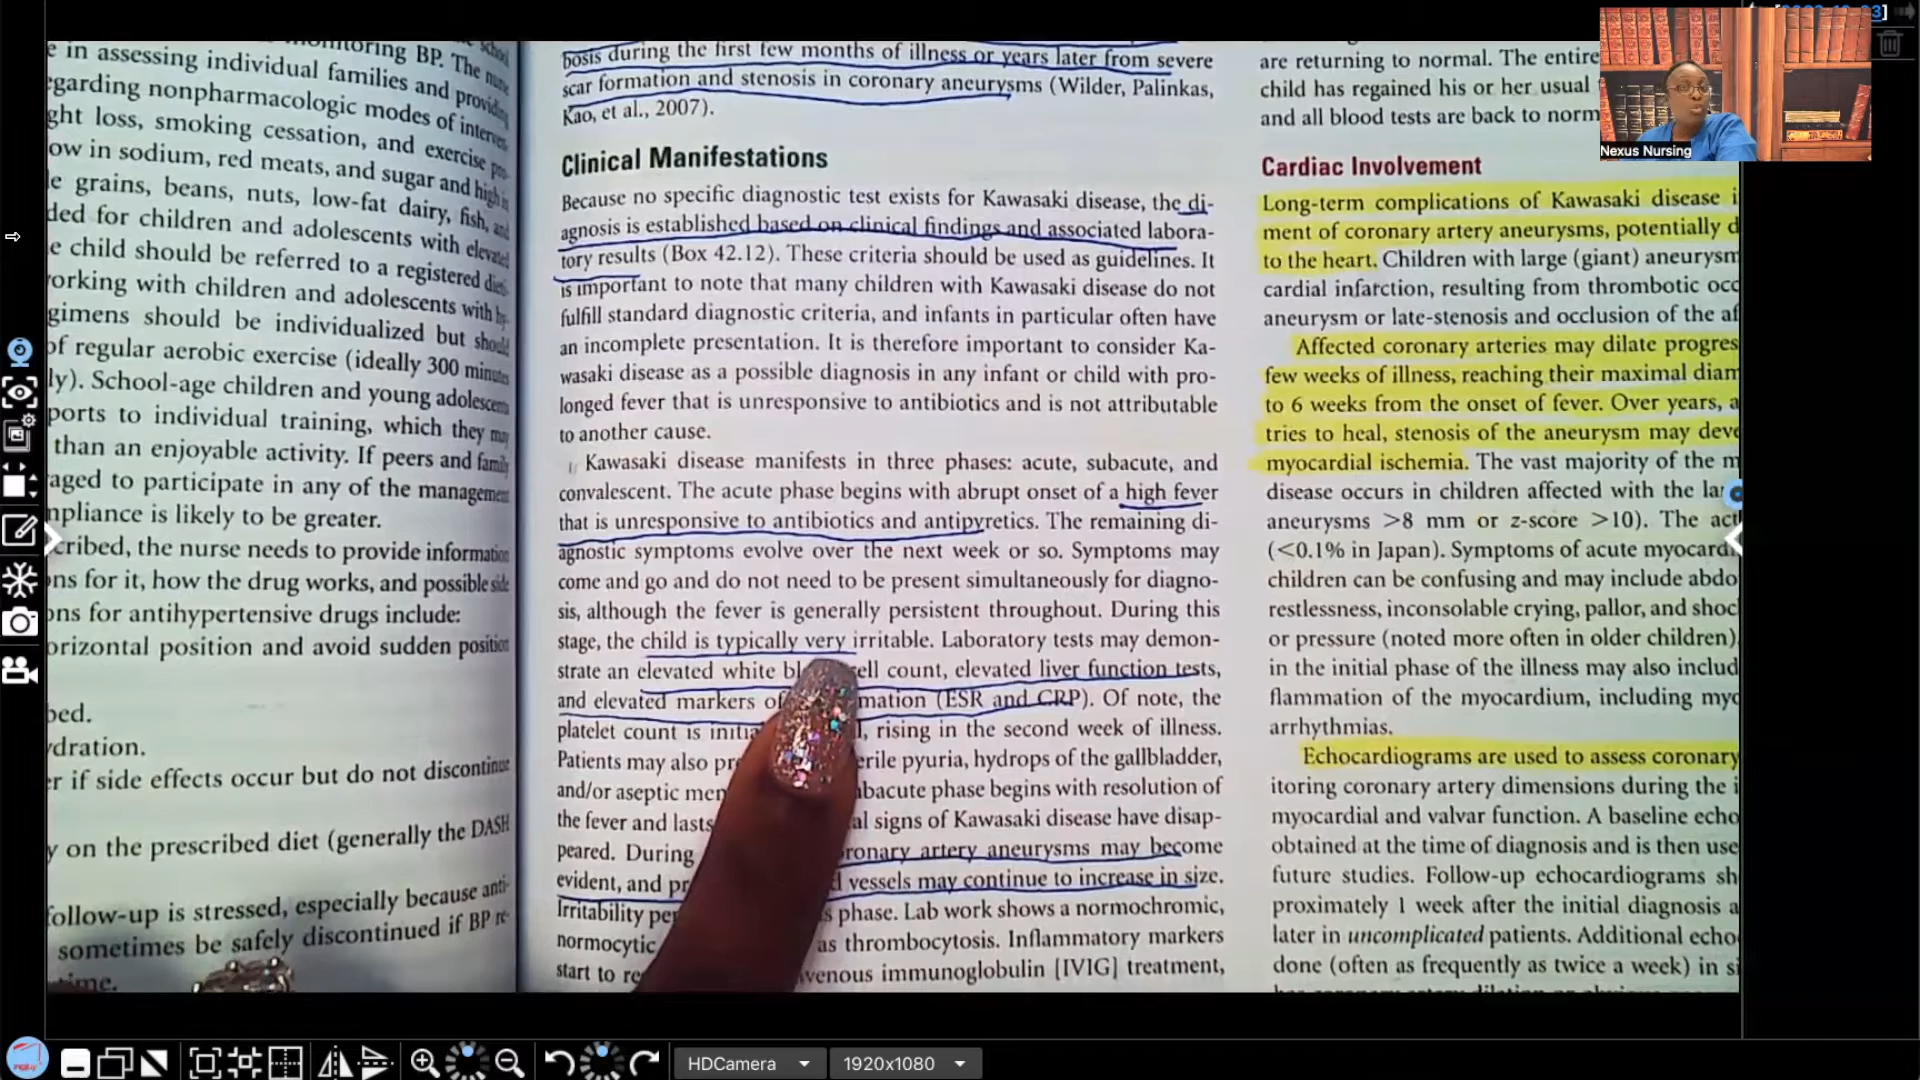 onitoring BP. The
e in assessing individual families and providing
egarding nonpharmacologic modes of interven-
ght loss, smoking cessation, and exercise pro-
ow in sodium, red meats, and sugar and high in
e grains, beans, nuts, low-fat dairy, fish, and
ded for children and adolescents with elevated
e child should be referred to a registered
orking with children and adolescents with hy-
gimens should be individualized but should
of regular aerobic exercise (ideally 300 minutes
ly). School-age children and young adolescents
ports to individual training, which they may
than an enjoyable activity. If peers and family
aged to participate in any of the management
npliance is likely to be greater.
cribed, the nurse needs to provide information
ons for it, how the drug works, and possible side
ons for antihypertensive drugs include:
orizontal position and avoid sudden position
bed.
ydration.
er if side effects occur but do not discontinue
y on the prescribed diet (generally the DASH
follow-up is stressed, especially because anti-
sometimes be safely discontinued if BP re-
time.
bosis during the first few months of illness or years later from severe
scar formation and stenosis in coronary aneurysms (Wilder, Palinkas,
Kao, et al., 2007).
Clinical Manifestations
Because no specific diagnostic test exists for Kawasaki disease, the di-
agnosis is established based on clinical findings and associated labora-
tory results (Box 42.12). These criteria should be used as guidelines. It
is important to note that many children with Kawasaki disease do not
fulfill standard diagnostic criteria, and infants in particular often have
an incomplete presentation. It is therefore important to consider Ka-
wasaki disease as a possible diagnosis in any infant or child with pro-
longed fever that is unresponsive to antibiotics and is not attributable
to another cause.
Kawasaki disease manifests in three phases: acute, subacute, and
convalescent. The acute phase begins with abrupt onset of a high fever
that is unresponsive to antibiotics and antipyretics. The remaining di-
agnostic symptoms evolve over the next week or so. Symptoms may
come and go and do not need to be present simultaneously for diagno-
sis, although the fever is generally persistent throughout. During this
stage, the child is typically very irritable. Laboratory tests may demon-
strate an elevated white bl ell count, elevated liver function tests,
and elevated markers of mation (ESR and CRP). Of note, the
platelet count is initia l, rising in the second week of illness.
Patients may also pr erile pyuria, hydrops of the gallbladder,
and/or aseptic men bacute phase begins with resolution of
the fever and lasts al signs of Kawasaki disease have disap-
peared. During ronary artery aneurysms may become
evident, and pr d vessels may continue to increase in size.
Irritability per s phase. Lab work shows a normochromic,
normocytic as thrombocytosis. Inflammatory markers
start to re venous immunoglobulin [IVIG] treatment,
are returning to normal. The entire
child has regained his or her usual
and all blood tests are back to norm
Cardiac Involvement
Long-term complications of Kawasaki disease i
ment of coronary artery aneurysms, potentially d
to the heart. Children with large (giant) aneurysm
cardial infarction, resulting from thrombotic occ
aneurysm or late-stenosis and occlusion of the af
Affected coronary arteries may dilate progres
few weeks of illness, reaching their maximal diam
to 6 weeks from the onset of fever. Over years, a
tries to heal, stenosis of the aneurysm may deve
myocardial ischemia. The vast majority of the m
disease occurs in children affected with the la
aneurysms >8 mm or z-score >10). The act
(<0.1% in Japan). Symptoms of acute myocard
children can be confusing and may include abdo
restlessness, inconsolable crying, pallor, and shoc
or pressure (noted more often in older children)
in the initial phase of the illness may also includ
flammation of the myocardium, including myo
arrhythmias.
Echocardiograms are used to assess coronary
itoring coronary artery dimensions during the i
myocardial and valvar function. A baseline echo
obtained at the time of diagnosis and is then use
future studies. Follow-up echocardiograms sh
proximately 1 week after the initial diagnosis a
later in uncomplicated patients. Additional echo
done (often as frequently as twice a week) in si
Nexus Nursing
HDCamera
1920x1080